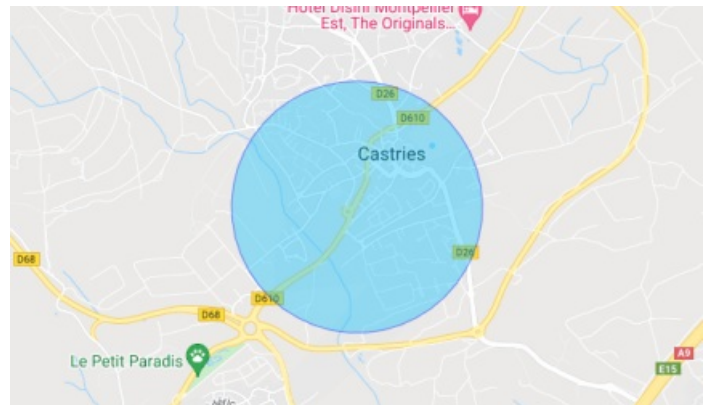 Hotel Disini Montpellier
Est, The Originals...
D26
D610
Castries
D68
D26
D610
D68
Le Petit Paradis
A9
E15